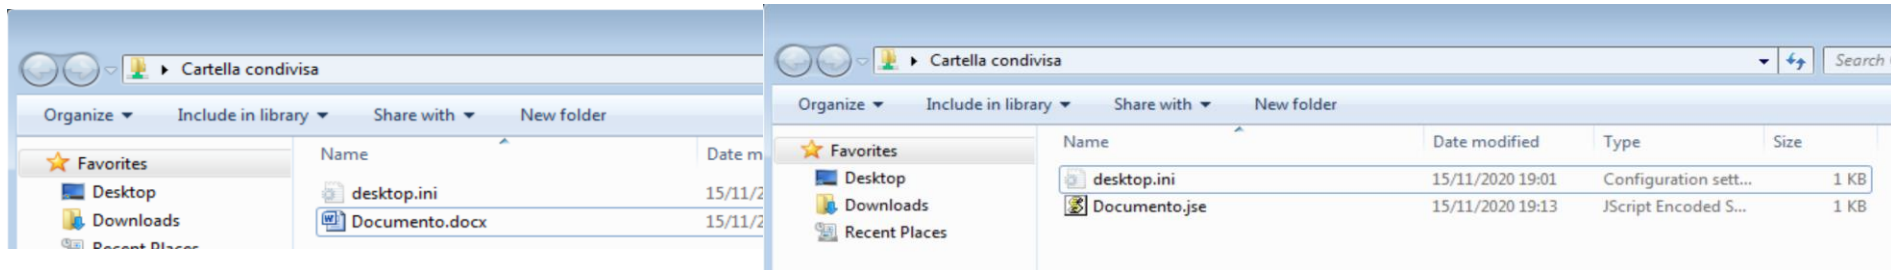 Cartella condivisa
Organize Include in library Share with New folder
Favorites
Desktop
Downloads
Recent Places
Name Date m
desktop.ini 15/11/2
Documento.docx 15/11/2
Cartella condivisa Search
Organize Include in library Share with New folder
Favorites
Desktop
Downloads
Recent Places
Name Date modified Type Size
desktop.ini 15/11/2020 19:01 Configuration sett... 1 KB
Documento.jse 15/11/2020 19:13 JScript Encoded S... 1 KB